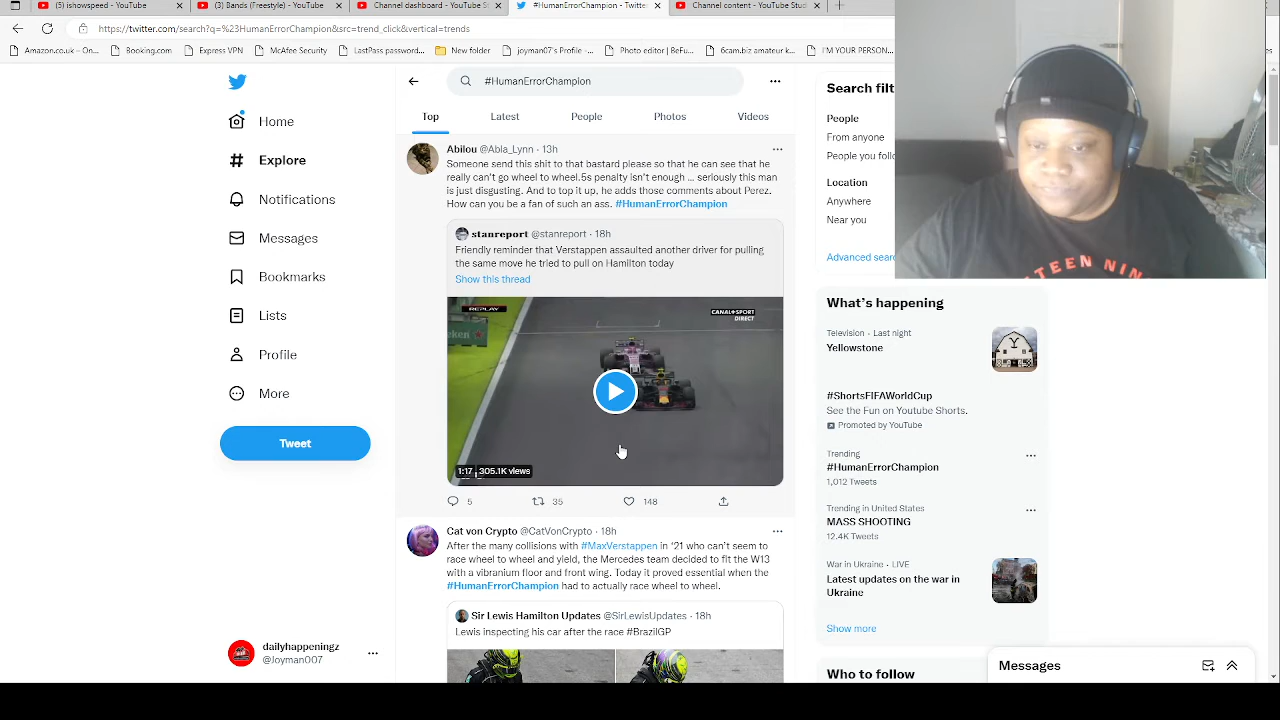 (5) ishowspeed - YouTube
(3) Bands (Freestyle) - YouTube
Channel dashboard - YouTube S
#HumanErrorChampion - Twitter
Channel content - YouTube Stud
https://twitter.com/search?q=%23HumanErrorChampion&src=trend_click&vertical=trends
Amazon.co.uk - On...
Booking.com
Express VPN
McAfee Security
LastPass password...
New folder
joyman07's Profile -...
Photo editor | BeFu...
6cam.biz amateur k...
I'M YOUR PERSON...
#HumanErrorChampion
Top
Latest
People
Photos
Videos
Home
Explore
Notifications
Messages
Bookmarks
Lists
Profile
More
Tweet
dailyhappeningz
@Joyman007
Abilou @Abla_Lynn · 13h
Someone send this shit to that bastard please so that he can see that he
really can't go wheel to wheel.5s penalty Isn't enough ... seriously this man
is just disgusting. And to top it up, he adds those comments about Perez.
How can you be a fan of such an ass. #HumanErrorChampion
stanreport @stanreport · 18h
Friendly reminder that Verstappen assaulted another driver for pulling
the same move he tried to pull on Hamilton today
Show this thread
REPLAY
CANAL+SPORT
DIRECT
1:17
305.1K views
5
35
148
Cat von Crypto @CatVonCrypto · 18h
After the many collisions with #MaxVerstappen in '21 who can't seem to
race wheel to wheel and yield, the Mercedes team decided to fit the W13
with a vibranium floor and front wing. Today it proved essential when the
#HumanErrorChampion had to actually race wheel to wheel.
Sir Lewis Hamilton Updates @SirLewisUpdates · 18h
Lewis inspecting his car after the race #BrazilGP
Search filt
People
From anyone
People you follo
Location
Anywhere
Near you
Advanced searc
What's happening
Television · Last night
Yellowstone
#ShortsFIFAWorldCup
See the Fun on Youtube Shorts.
Promoted by YouTube
Trending
#HumanErrorChampion
1,012 Tweets
Trending in United States
MASS SHOOTING
12.4K Tweets
War in Ukraine · LIVE
Latest updates on the war in
Ukraine
Show more
Who to follow
Messages